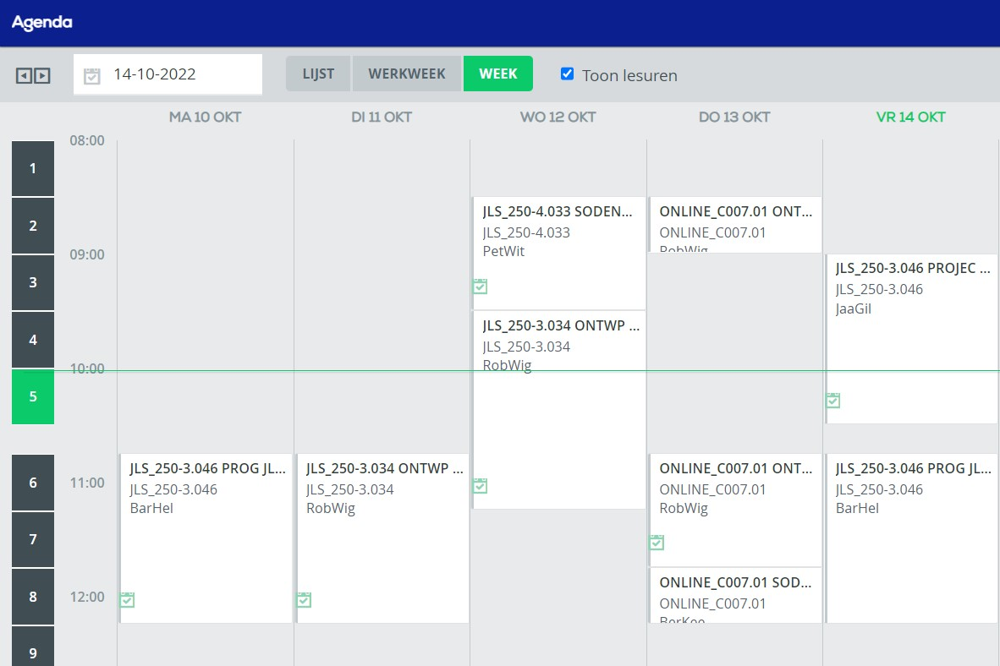 Agenda
14-10-2022
LIJST
WERKWEEK
WEEK
Toon lesuren
MA 10 OKT
DI 11 OKT
WO 12 OKT
DO 13 OKT
VR 14 OKT
08:00
1
2
09:00
3
4
10:00
5
6
11:00
7
8
12:00
9
JLS_250-3.046 PROG JL...
JLS_250-3.046
BarHel
JLS_250-3.034 ONTWP ...
JLS_250-3.034
RobWig
JLS_250-4.033 SODEN...
JLS_250-4.033
PetWit
JLS_250-3.034 ONTWP ...
JLS_250-3.034
RobWig
ONLINE_C007.01 ONT...
ONLINE_C007.01
RobWig
ONLINE_C007.01 ONT...
ONLINE_C007.01
RobWig
ONLINE_C007.01 SOD...
ONLINE_C007.01
JLS_250-3.046 PROJEC ...
JLS_250-3.046
JaaGil
JLS_250-3.046 PROG JL...
JLS_250-3.046
BarHel